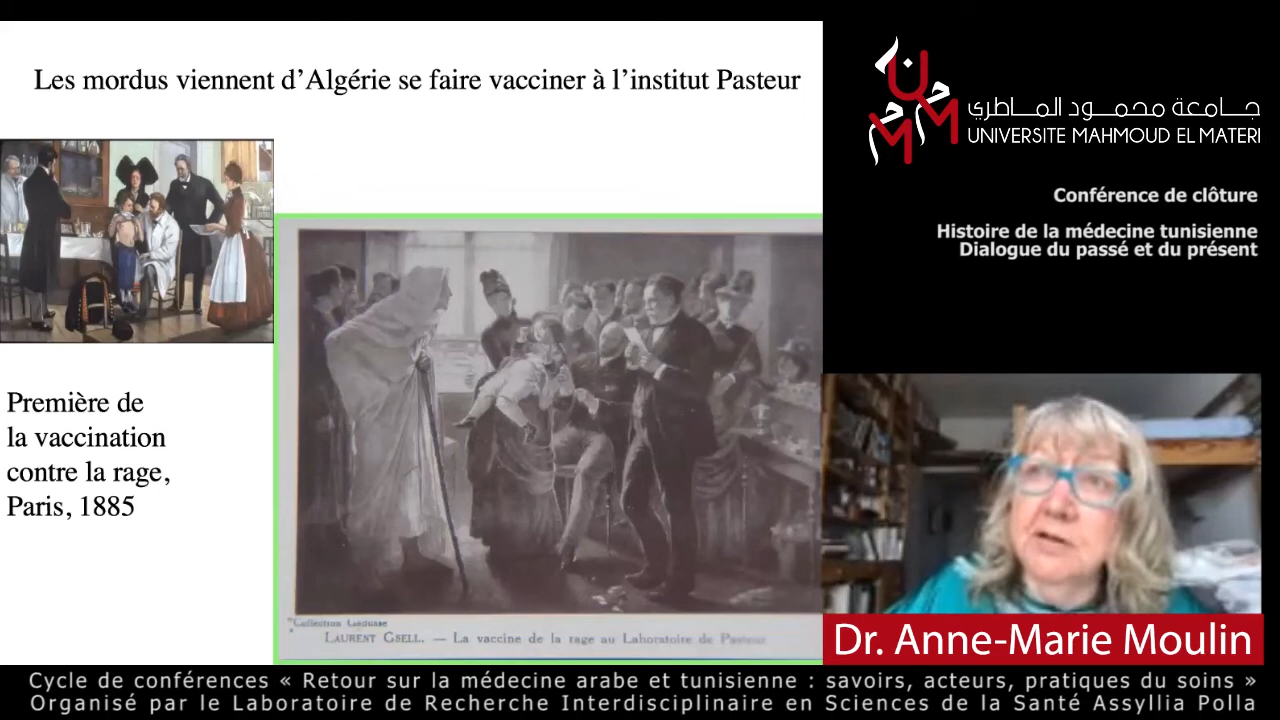 Les mordus viennent d’Algérie se faire vacciner à l’institut Pasteur
Première de
la vaccination
contre la rage,
Paris, 1885
Collection Géduase
LAURENT GSELL. — La vaccine de la rage au Laboratoire de Pasteur
جامعة محمود الماطري
UNIVERSITE MAHMOUD EL MATERI
Conférence de clôture
Histoire de la médecine tunisienne
Dialogue du passé et du présent
Dr. Anne-Marie Moulin
Cycle de conférences « Retour sur la médecine arabe et tunisienne : savoirs, acteurs, pratiques du soins »
Organisé par le Laboratoire de Recherche Interdisciplinaire en Sciences de la Santé Assyllia Polla